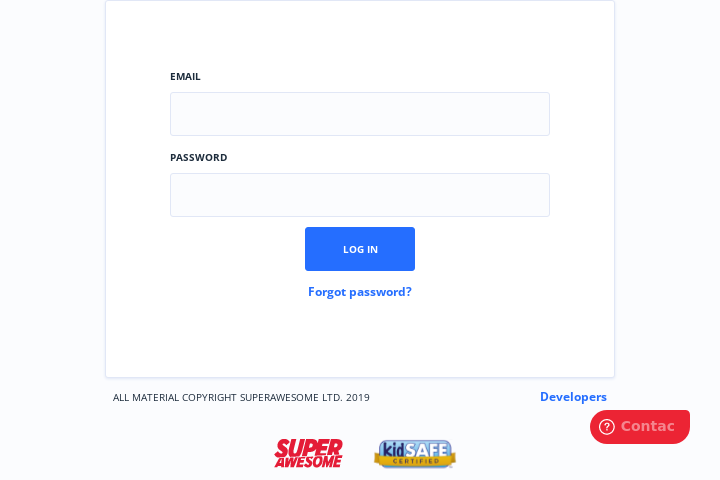 EMAIL
PASSWORD
LOG IN
Forgot password?
ALL MATERIAL COPYRIGHT SUPERAWESOME LTD. 2019
Developers
Contac
SUPER
AWESOME
kidSAFE
CERTIFIED